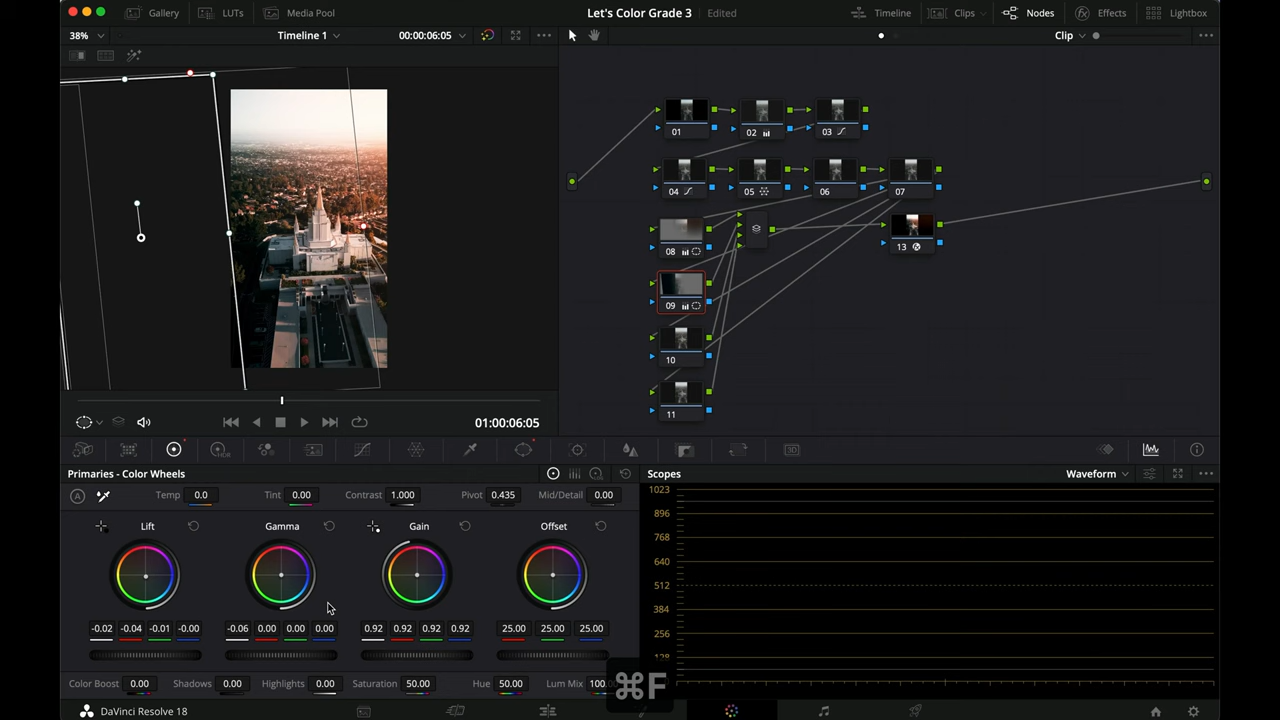 Gallery LUTs Media Pool Let's Color Grade 3 Edited Timeline Clips Nodes Effects Lightbox
38% Timeline 1 00:00:06:05 Clip
01 02 03
04 05 06 07
08 13
09
10
11
01:00:06:05
Primaries - Color Wheels Scopes Waveform
A Temp 0.0 Tint 0.00 Contrast 1.000 Pivot 0.435 Mid/Detail 0.00
Lift Gamma Gain Offset
-0.02 -0.04 -0.01 -0.00 0.00 0.00 0.00 0.92 0.92 0.92 0.92 25.00 25.00 25.00
Color Boost 0.00 Shadows 0.00 Highlights 0.00 Saturation 50.00 Hue 50.00 Lum Mix 100.
1023
896
768
640
512
384
256
128
⌘F
DaVinci Resolve 18